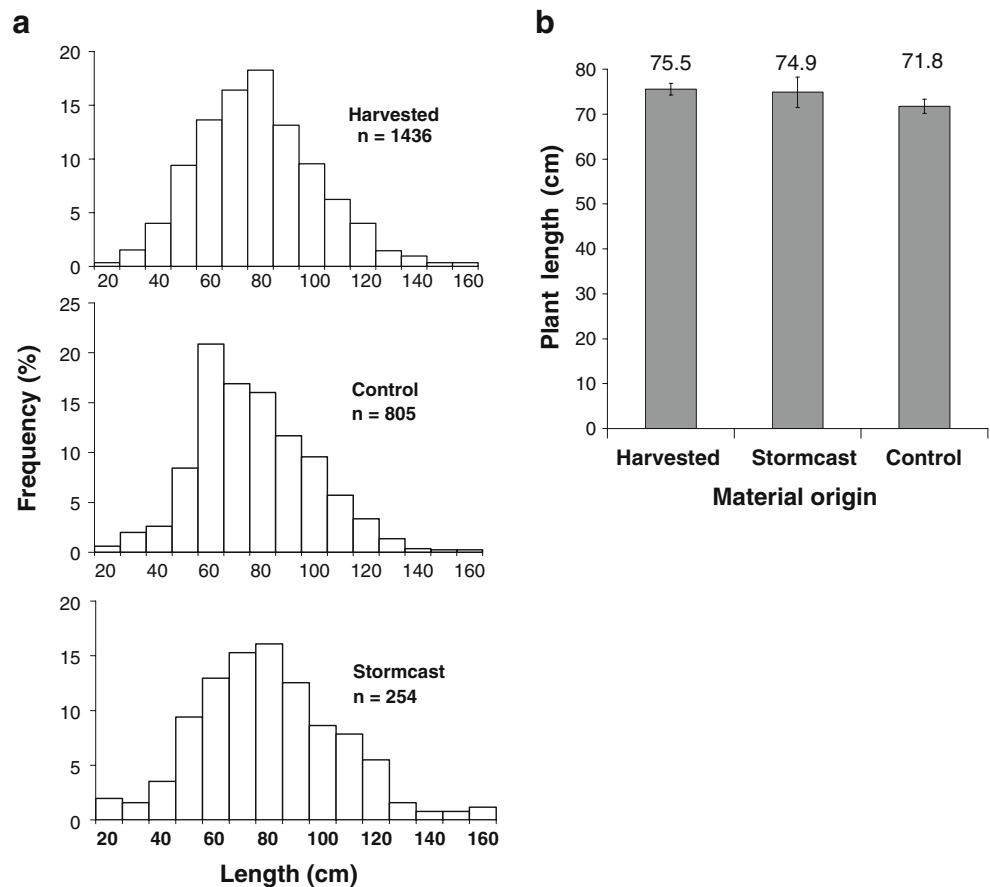 a
20
15
10
5
0
Harvested
n = 1436
20 40 60 80 100 120 140 160
25
20
15
10
5
0
Control
n = 805
20 40 60 80 100 120 140 160
20
15
10
5
0
Stormcast
n = 254
20 40 60 80 100 120 140 160
Frequency (%)
Length (cm)
b
75.5 74.9 71.8
80
70
60
50
40
30
20
10
0
Plant length (cm)
Harvested Stormcast Control
Material origin